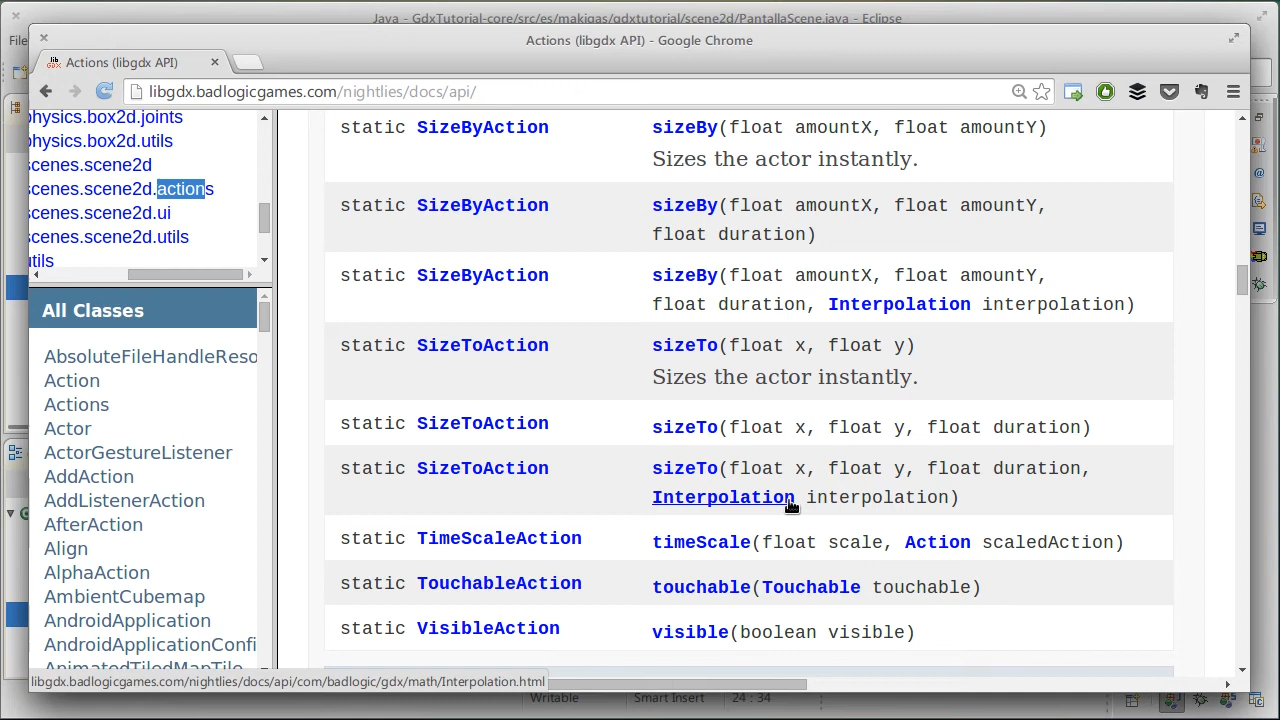 Java - GdxTutorial-core/src/es/makigas/gdxtutorial/scene2d/PantallaScene.java - Eclipse
File
Actions (libgdx API) - Google Chrome
Actions (libgdx API)
libgdx.badlogicgames.com/nightlies/docs/api/
physics.box2d.joints
physics.box2d.utils
scenes.scene2d
scenes.scene2d.actions
scenes.scene2d.ui
scenes.scene2d.utils
utils
All Classes
AbsoluteFileHandleReso
Action
Actions
Actor
ActorGestureListener
AddAction
AddListenerAction
AfterAction
Align
AlphaAction
AmbientCubemap
AndroidApplication
AndroidApplicationConfi
AnimatedTiledMapTile
static SizeByAction sizeBy(float amountX, float amountY)
Sizes the actor instantly.
static SizeByAction sizeBy(float amountX, float amountY,
float duration)
static SizeByAction sizeBy(float amountX, float amountY,
float duration, Interpolation interpolation)
static SizeToAction sizeTo(float x, float y)
Sizes the actor instantly.
static SizeToAction sizeTo(float x, float y, float duration)
static SizeToAction sizeTo(float x, float y, float duration,
Interpolation interpolation)
static TimeScaleAction timeScale(float scale, Action scaledAction)
static TouchableAction touchable(Touchable touchable)
static VisibleAction visible(boolean visible)
libgdx.badlogicgames.com/nightlies/docs/api/com/badlogic/gdx/math/Interpolation.html
Writable Smart Insert 24 : 34